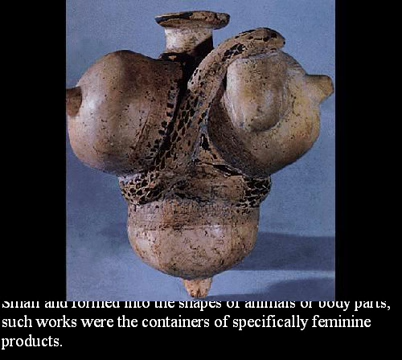 Small and formed into the shapes of animals or body parts,
such works were the containers of specifically feminine
products.